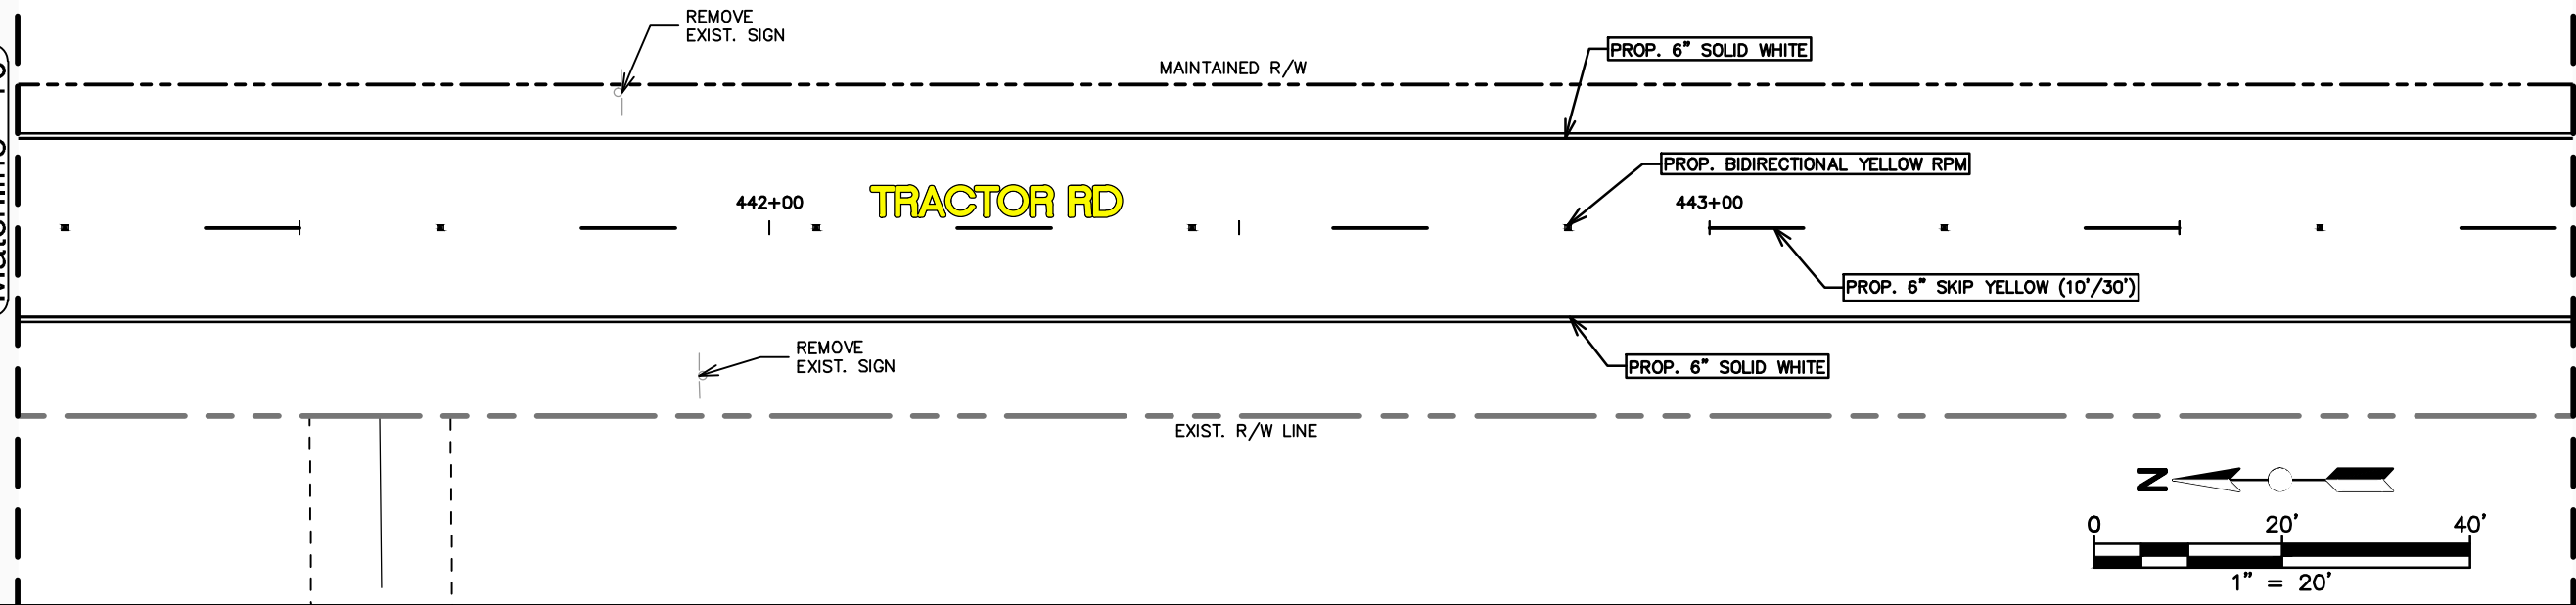 REMOVE
EXIST. SIGN
MAINTAINED R/W
PROP. 6" SOLID WHITE
PROP. BIDIRECTIONAL YELLOW RPM
442+00
TRACTOR RD
443+00
PROP. 6" SKIP YELLOW (10'/30')
REMOVE
EXIST. SIGN
PROP. 6" SOLID WHITE
EXIST. R/W LINE
N
0 20' 40'
1" = 20'